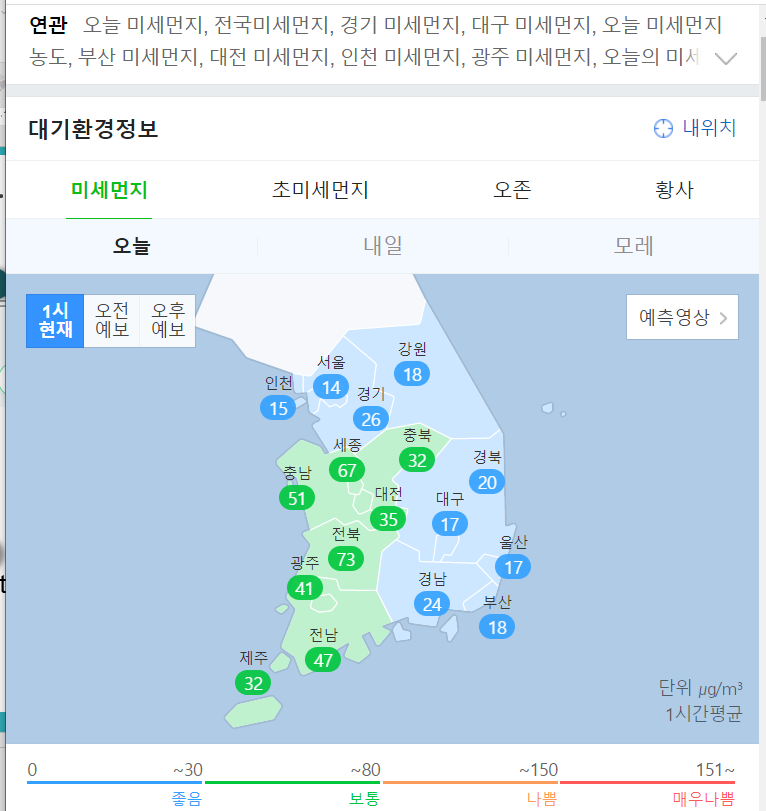 연관 오늘 미세먼지, 전국미세먼지, 경기 미세먼지, 대구 미세먼지, 오늘 미세먼지
농도, 부산 미세먼지, 대전 미세먼지, 인천 미세먼지, 광주 미세먼지, 오늘의 미세
대기환경정보 내위치
미세먼지 초미세먼지 오존 황사
오늘 내일 모레
1시 현재
오전 예보
오후 예보
예측영상
서울
14
강원
18
인천
15
경기
26
세종
67
충북
32
충남
51
경북
20
대전
35
대구
17
전북
73
울산
17
광주
41
경남
24
부산
18
전남
47
제주
32
단위 ㎍/m³
1시간평균
0 ~30 ~80 ~150 151~
좋음 보통 나쁨 매우나쁨